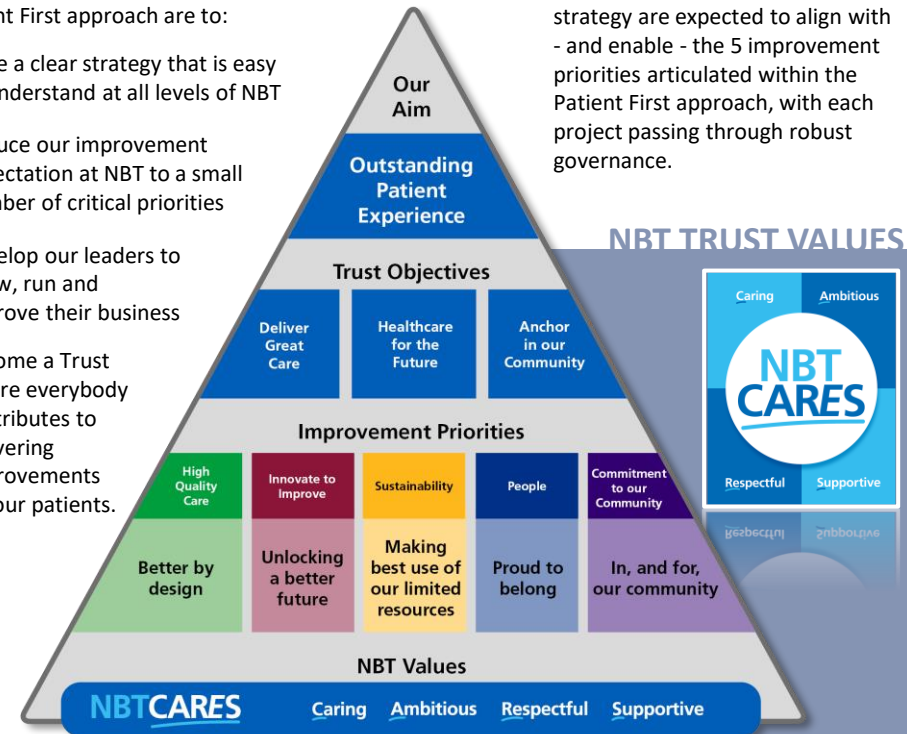 nt First approach are to:
e a clear strategy that is easy
nderstand at all levels of NBT
uce our improvement
ectation at NBT to a small
ber of critical priorities
elop our leaders to
w, run and
rove their business
ome a Trust
re everybody
tributes to
vering
rovements
our patients.
strategy are expected to align with
- and enable - the 5 improvement
priorities articulated within the
Patient First approach, with each
project passing through robust
governance.
Our
Aim
Outstanding
Patient
Experience
Trust Objectives
Deliver
Great
Care
Healthcare
for the
Future
Anchor
in our
Community
Improvement Priorities
High
Quality
Care
Innovate to
Improve
Sustainability
People
Commitment
to our
Community
Better by
design
Unlocking
a better
future
Making
best use of
our limited
resources
Proud to
belong
In, and for,
our community
NBT Values
NBTCARES Caring Ambitious Respectful Supportive
NBT TRUST VALUES
Caring Ambitious
NBT
CARES
Respectful Supportive